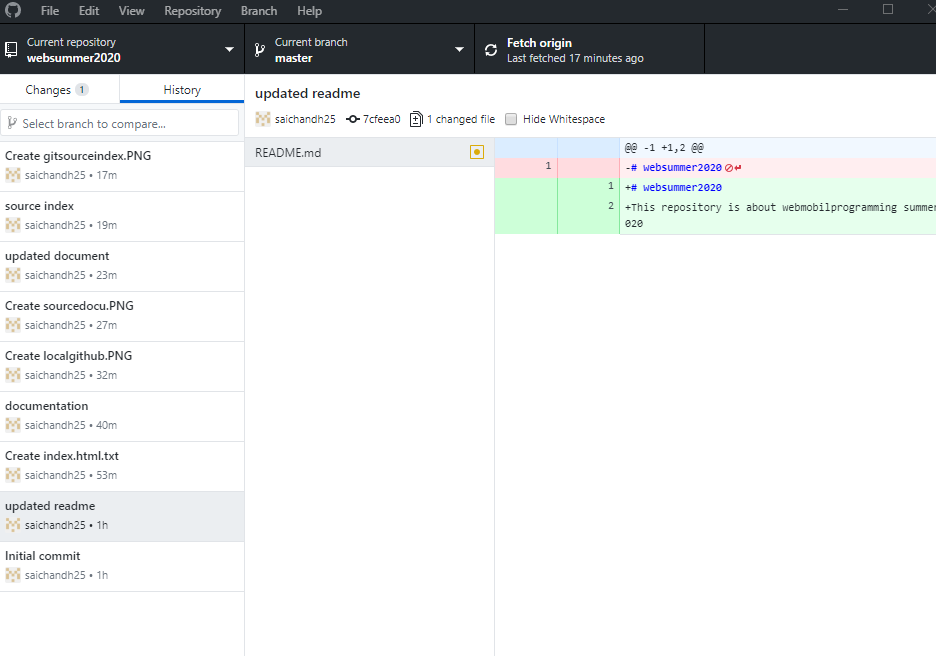 File Edit View Repository Branch Help
Current repository
websummer2020
Current branch
master
Fetch origin
Last fetched 17 minutes ago
Changes 1
History
Select branch to compare...
Create gitsourceindex.PNG
saichandh25 • 17m
source index
saichandh25 • 19m
updated document
saichandh25 • 23m
Create sourcedocu.PNG
saichandh25 • 27m
Create localgithub.PNG
saichandh25 • 32m
documentation
saichandh25 • 40m
Create index.html.txt
saichandh25 • 53m
updated readme
saichandh25 • 1h
Initial commit
saichandh25 • 1h
updated readme
saichandh25 7cfeea0 1 changed file Hide Whitespace
README.md
@@ -1 +1,2 @@
1 -# websummer2020
1 +# websummer2020
2 +This repository is about webmobilprogramming summer
020